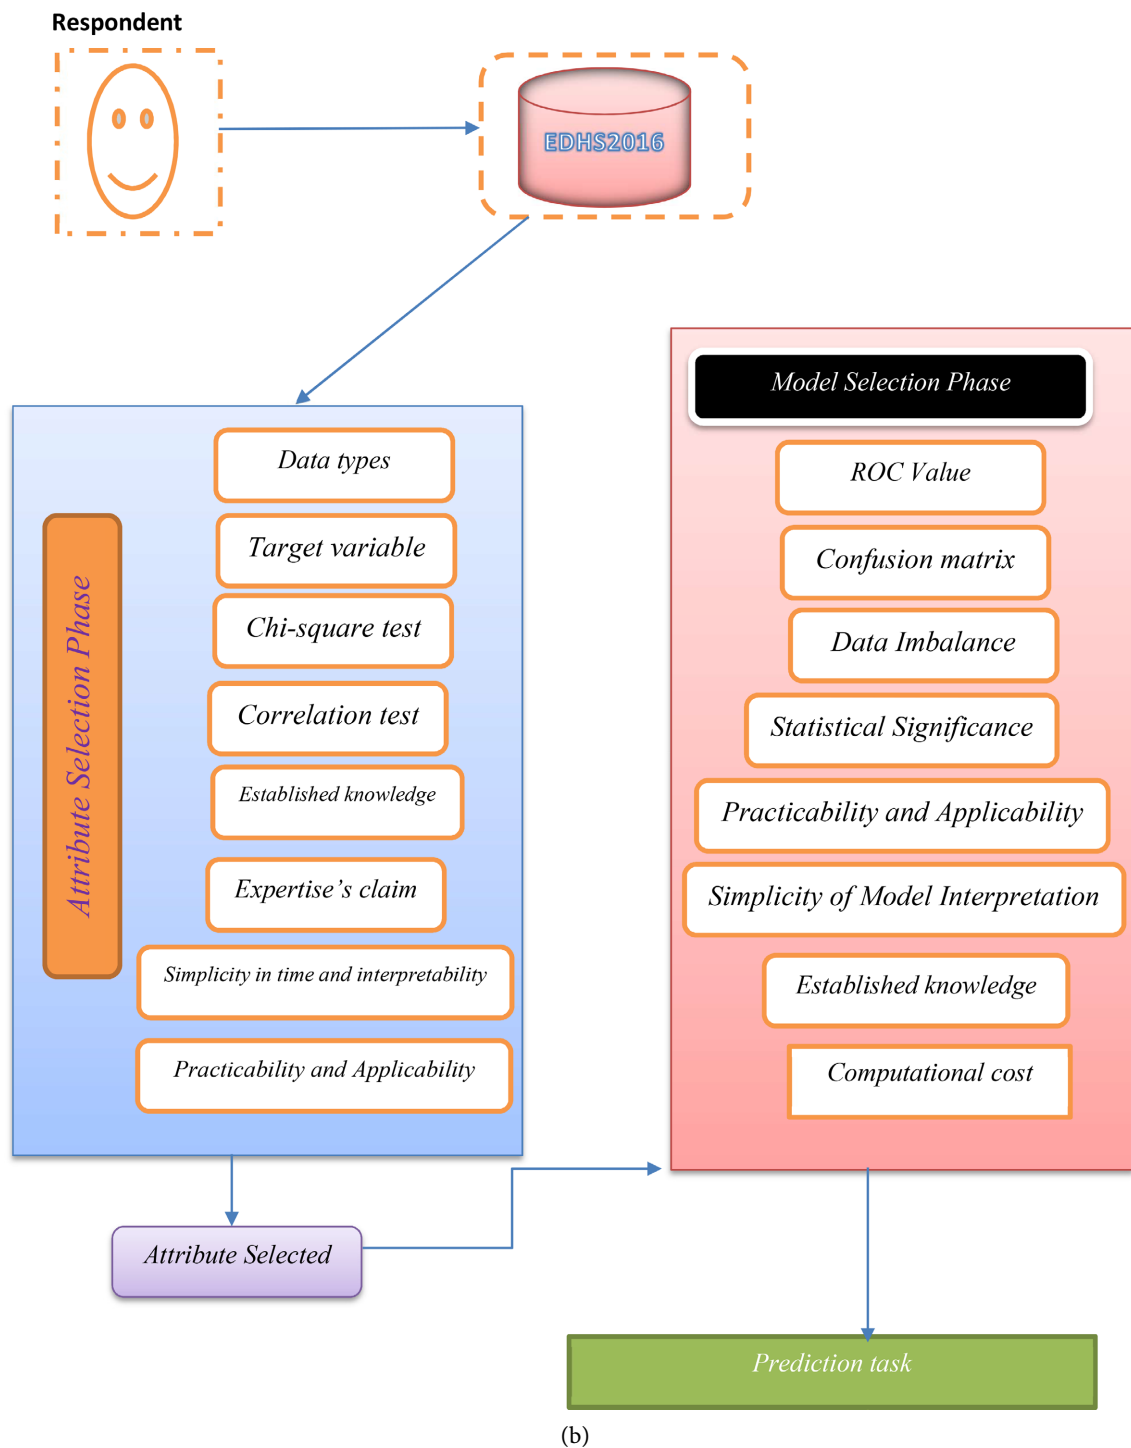 Respondent
EDHS2016
Attribute Selection Phase
Data types
Target variable
Chi-square test
Correlation test
Established knowledge
Expertise’s claim
Simplicity in time and interpretability
Practicability and Applicability
Attribute Selected
Model Selection Phase
ROC Value
Confusion matrix
Data Imbalance
Statistical Significance
Practicability and Applicability
Simplicity of Model Interpretation
Established knowledge
Computational cost
Prediction task
(b)